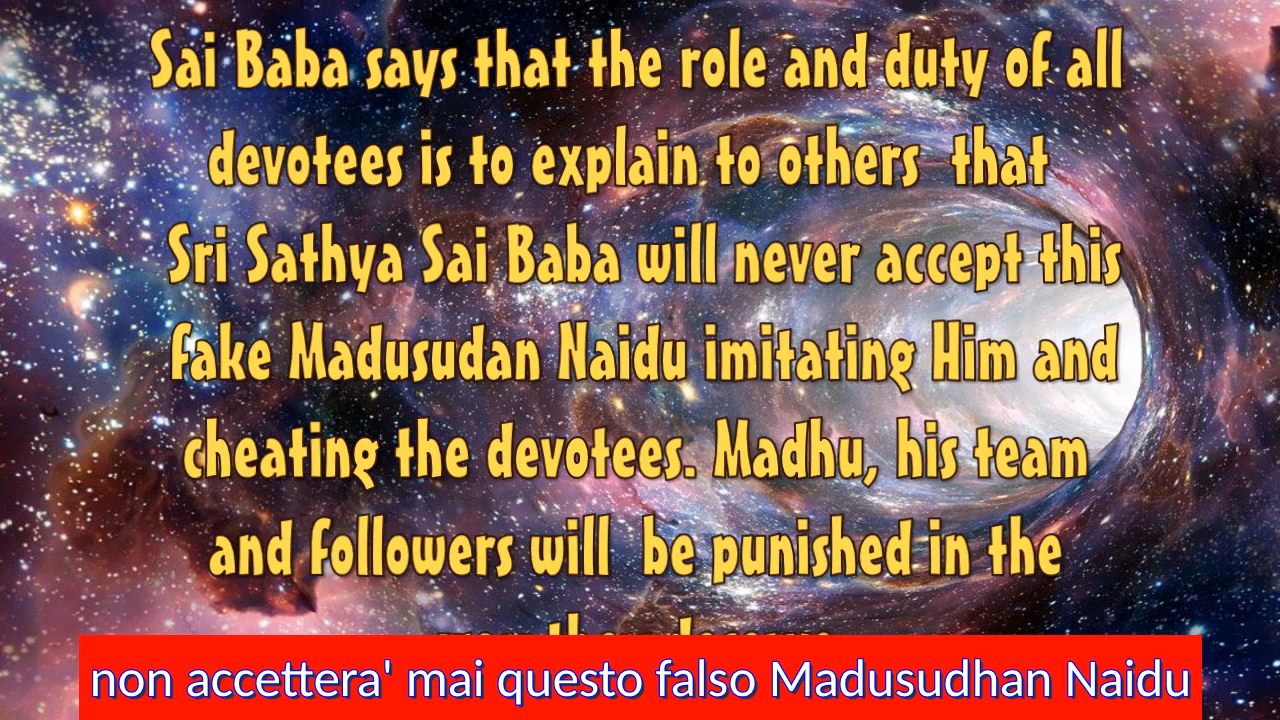 Sai Baba says that the role and duty of all
devotees is to explain to others that
Sri Sathya Sai Baba will never accept this
fake Madusudan Naidu imitating Him and
cheating the devotees. Madhu, his team
and followers will be punished in the
non accettera' mai questo falso Madusudhan Naidu